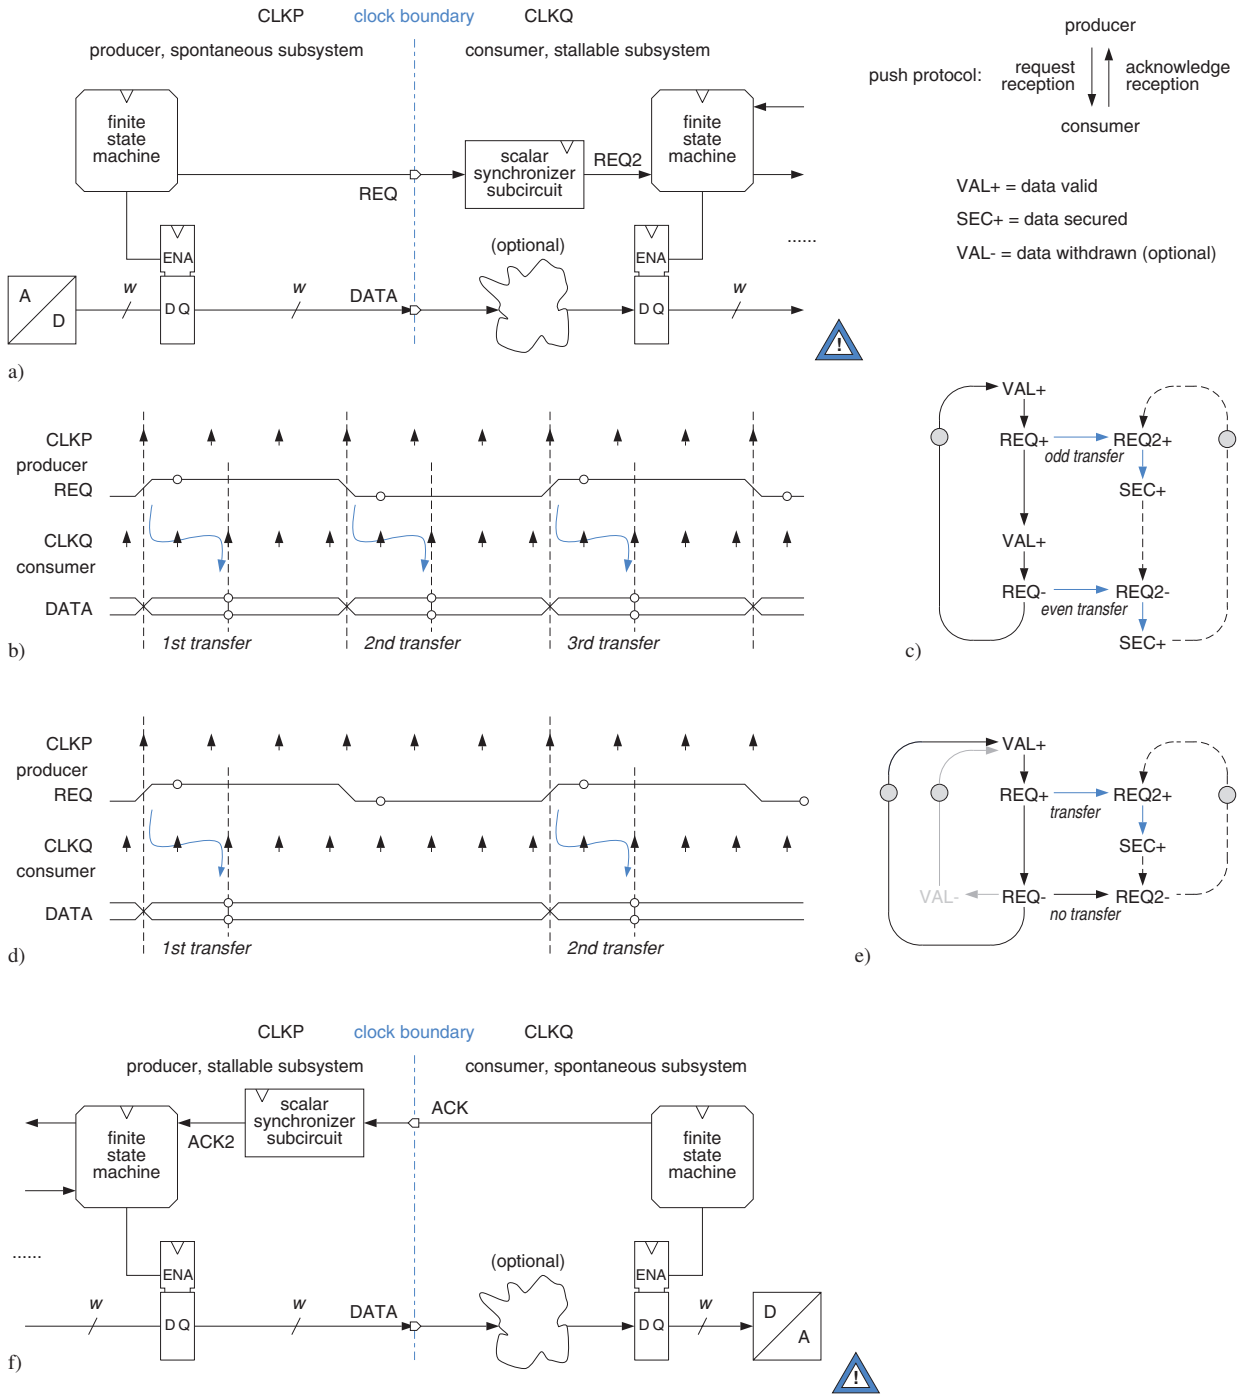 CLKP clock boundary CLKQ
producer, spontaneous subsystem
consumer, stallable subsystem
finite
state
machine
scalar
synchronizer
subcircuit
REQ
REQ2
finite
state
machine
ENA
D Q
A
D
w
w
DATA
(optional)
ENA
D Q
w
......
!
a)
producer
push protocol:
request
reception
acknowledge
reception
consumer
VAL+ = data valid
SEC+ = data secured
VAL- = data withdrawn (optional)
CLKP
producer
REQ
CLKQ
consumer
DATA
1st transfer
2nd transfer
3rd transfer
b)
VAL+
REQ+
REQ2+
odd transfer
SEC+
VAL+
REQ-
REQ2-
even transfer
SEC+
c)
CLKP
producer
REQ
CLKQ
consumer
DATA
1st transfer
2nd transfer
d)
VAL+
REQ+
REQ2+
transfer
SEC+
VAL-
REQ-
REQ2-
no transfer
e)
CLKP clock boundary CLKQ
producer, stallable subsystem
consumer, spontaneous subsystem
finite
state
machine
ACK2
scalar
synchronizer
subcircuit
ACK
finite
state
machine
......
w
ENA
D Q
w
DATA
(optional)
ENA
D Q
w
D
A
!
f)